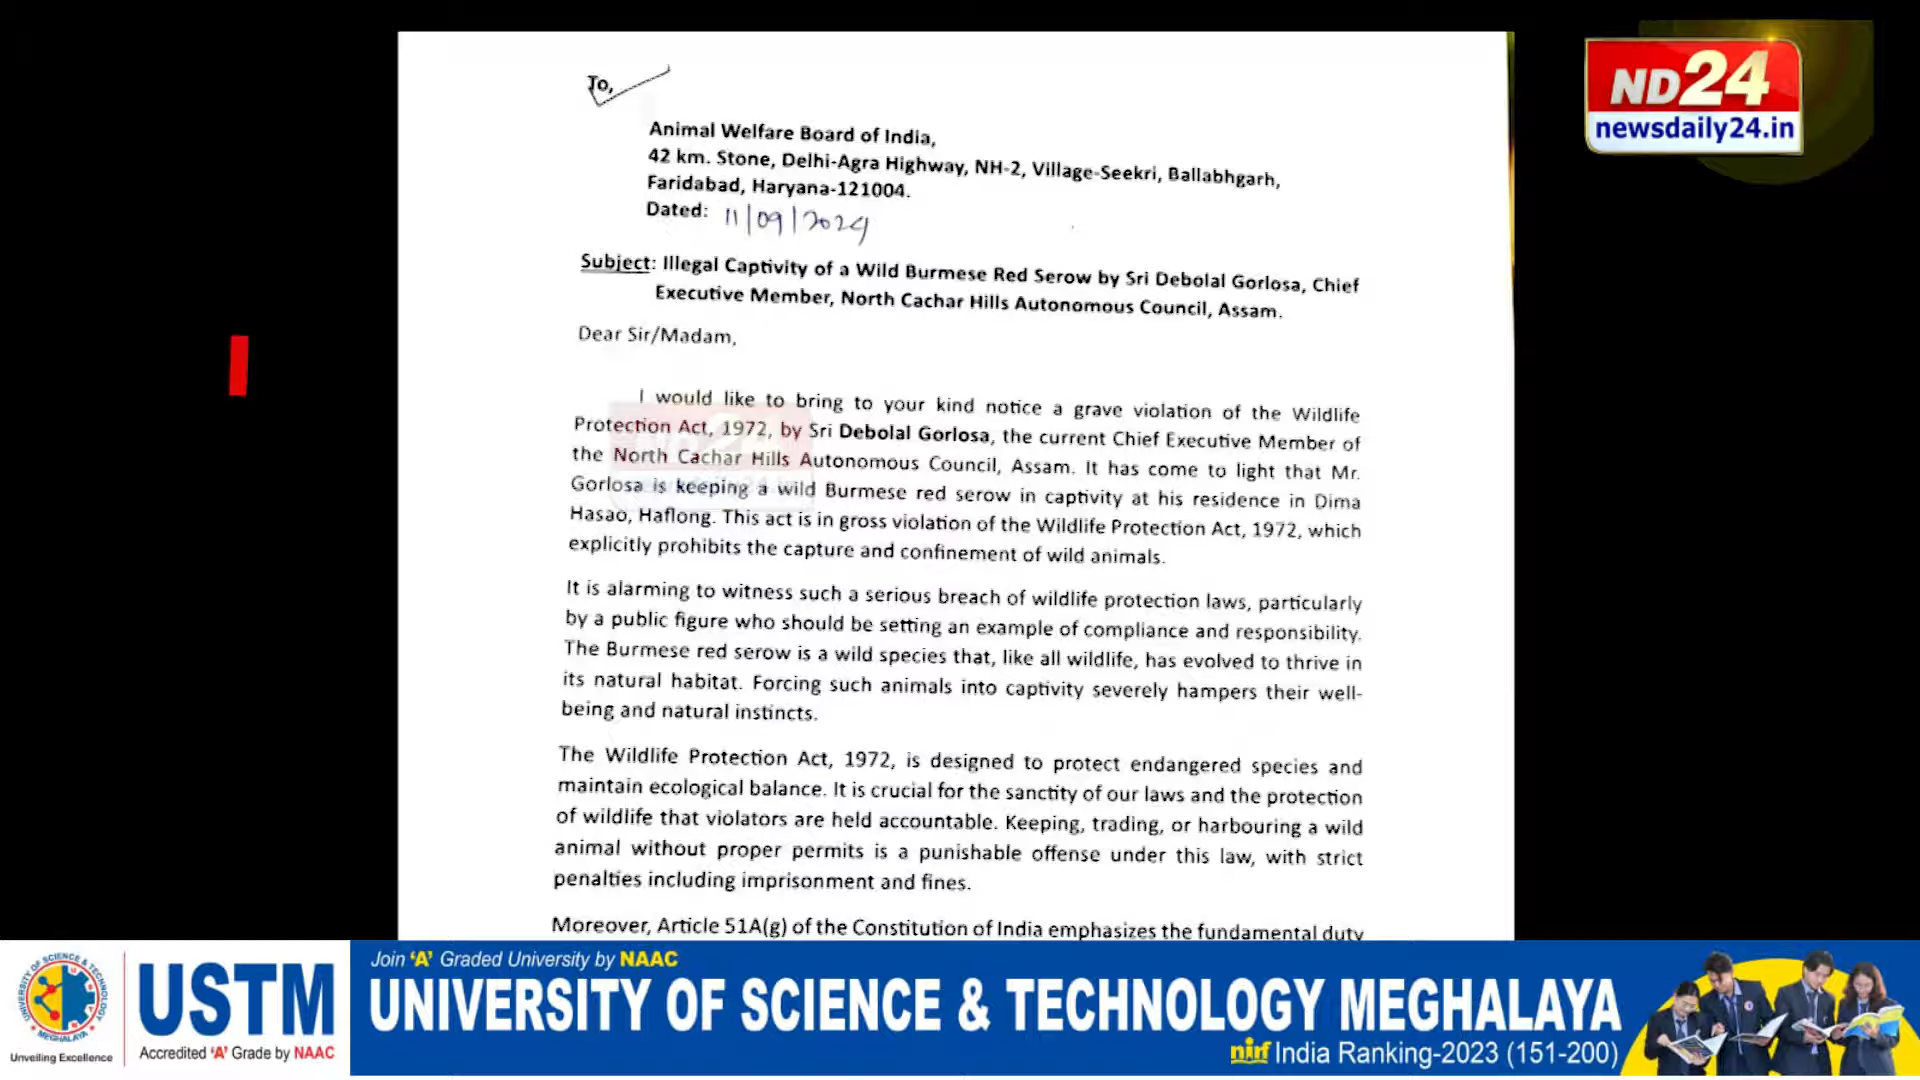 To,
Animal Welfare Board of India,
42 km. Stone, Delhi-Agra Highway, NH-2, Village-Seekri, Ballabhgarh,
Faridabad, Haryana-121004.
Dated: 11/09/2024
Subject: Illegal Captivity of a Wild Burmese Red Serow by Sri Debolal Gorlosa, Chief
Executive Member, North Cachar Hills Autonomous Council, Assam.
Dear Sir/Madam,
I would like to bring to your kind notice a grave violation of the Wildlife
Protection Act, 1972, by Sri Debolal Gorlosa, the current Chief Executive Member of
the North Cachar Hills Autonomous Council, Assam. It has come to light that Mr.
Gorlosa is keeping a wild Burmese red serow in captivity at his residence in Dima
Hasao, Haflong. This act is in gross violation of the Wildlife Protection Act, 1972, which
explicitly prohibits the capture and confinement of wild animals.
It is alarming to witness such a serious breach of wildlife protection laws, particularly
by a public figure who should be setting an example of compliance and responsibility.
The Burmese red serow is a wild species that, like all wildlife, has evolved to thrive in
its natural habitat. Forcing such animals into captivity severely hampers their well-
being and natural instincts.
The Wildlife Protection Act, 1972, is designed to protect endangered species and
maintain ecological balance. It is crucial for the sanctity of our laws and the protection
of wildlife that violators are held accountable. Keeping, trading, or harbouring a wild
animal without proper permits is a punishable offense under this law, with strict
penalties including imprisonment and fines.
Moreover, Article 51A(g) of the Constitution of India emphasizes the fundamental duty
ND24
newsdaily24.in
UNIVERSITY OF SCIENCE & TECHNOLOGY
MEGHALAYA
Unveiling Excellence
USTM
Accredited 'A' Grade by NAAC
Join 'A' Graded University by NAAC
UNIVERSITY OF SCIENCE & TECHNOLOGY MEGHALAYA
nirf India Ranking-2023 (151-200)